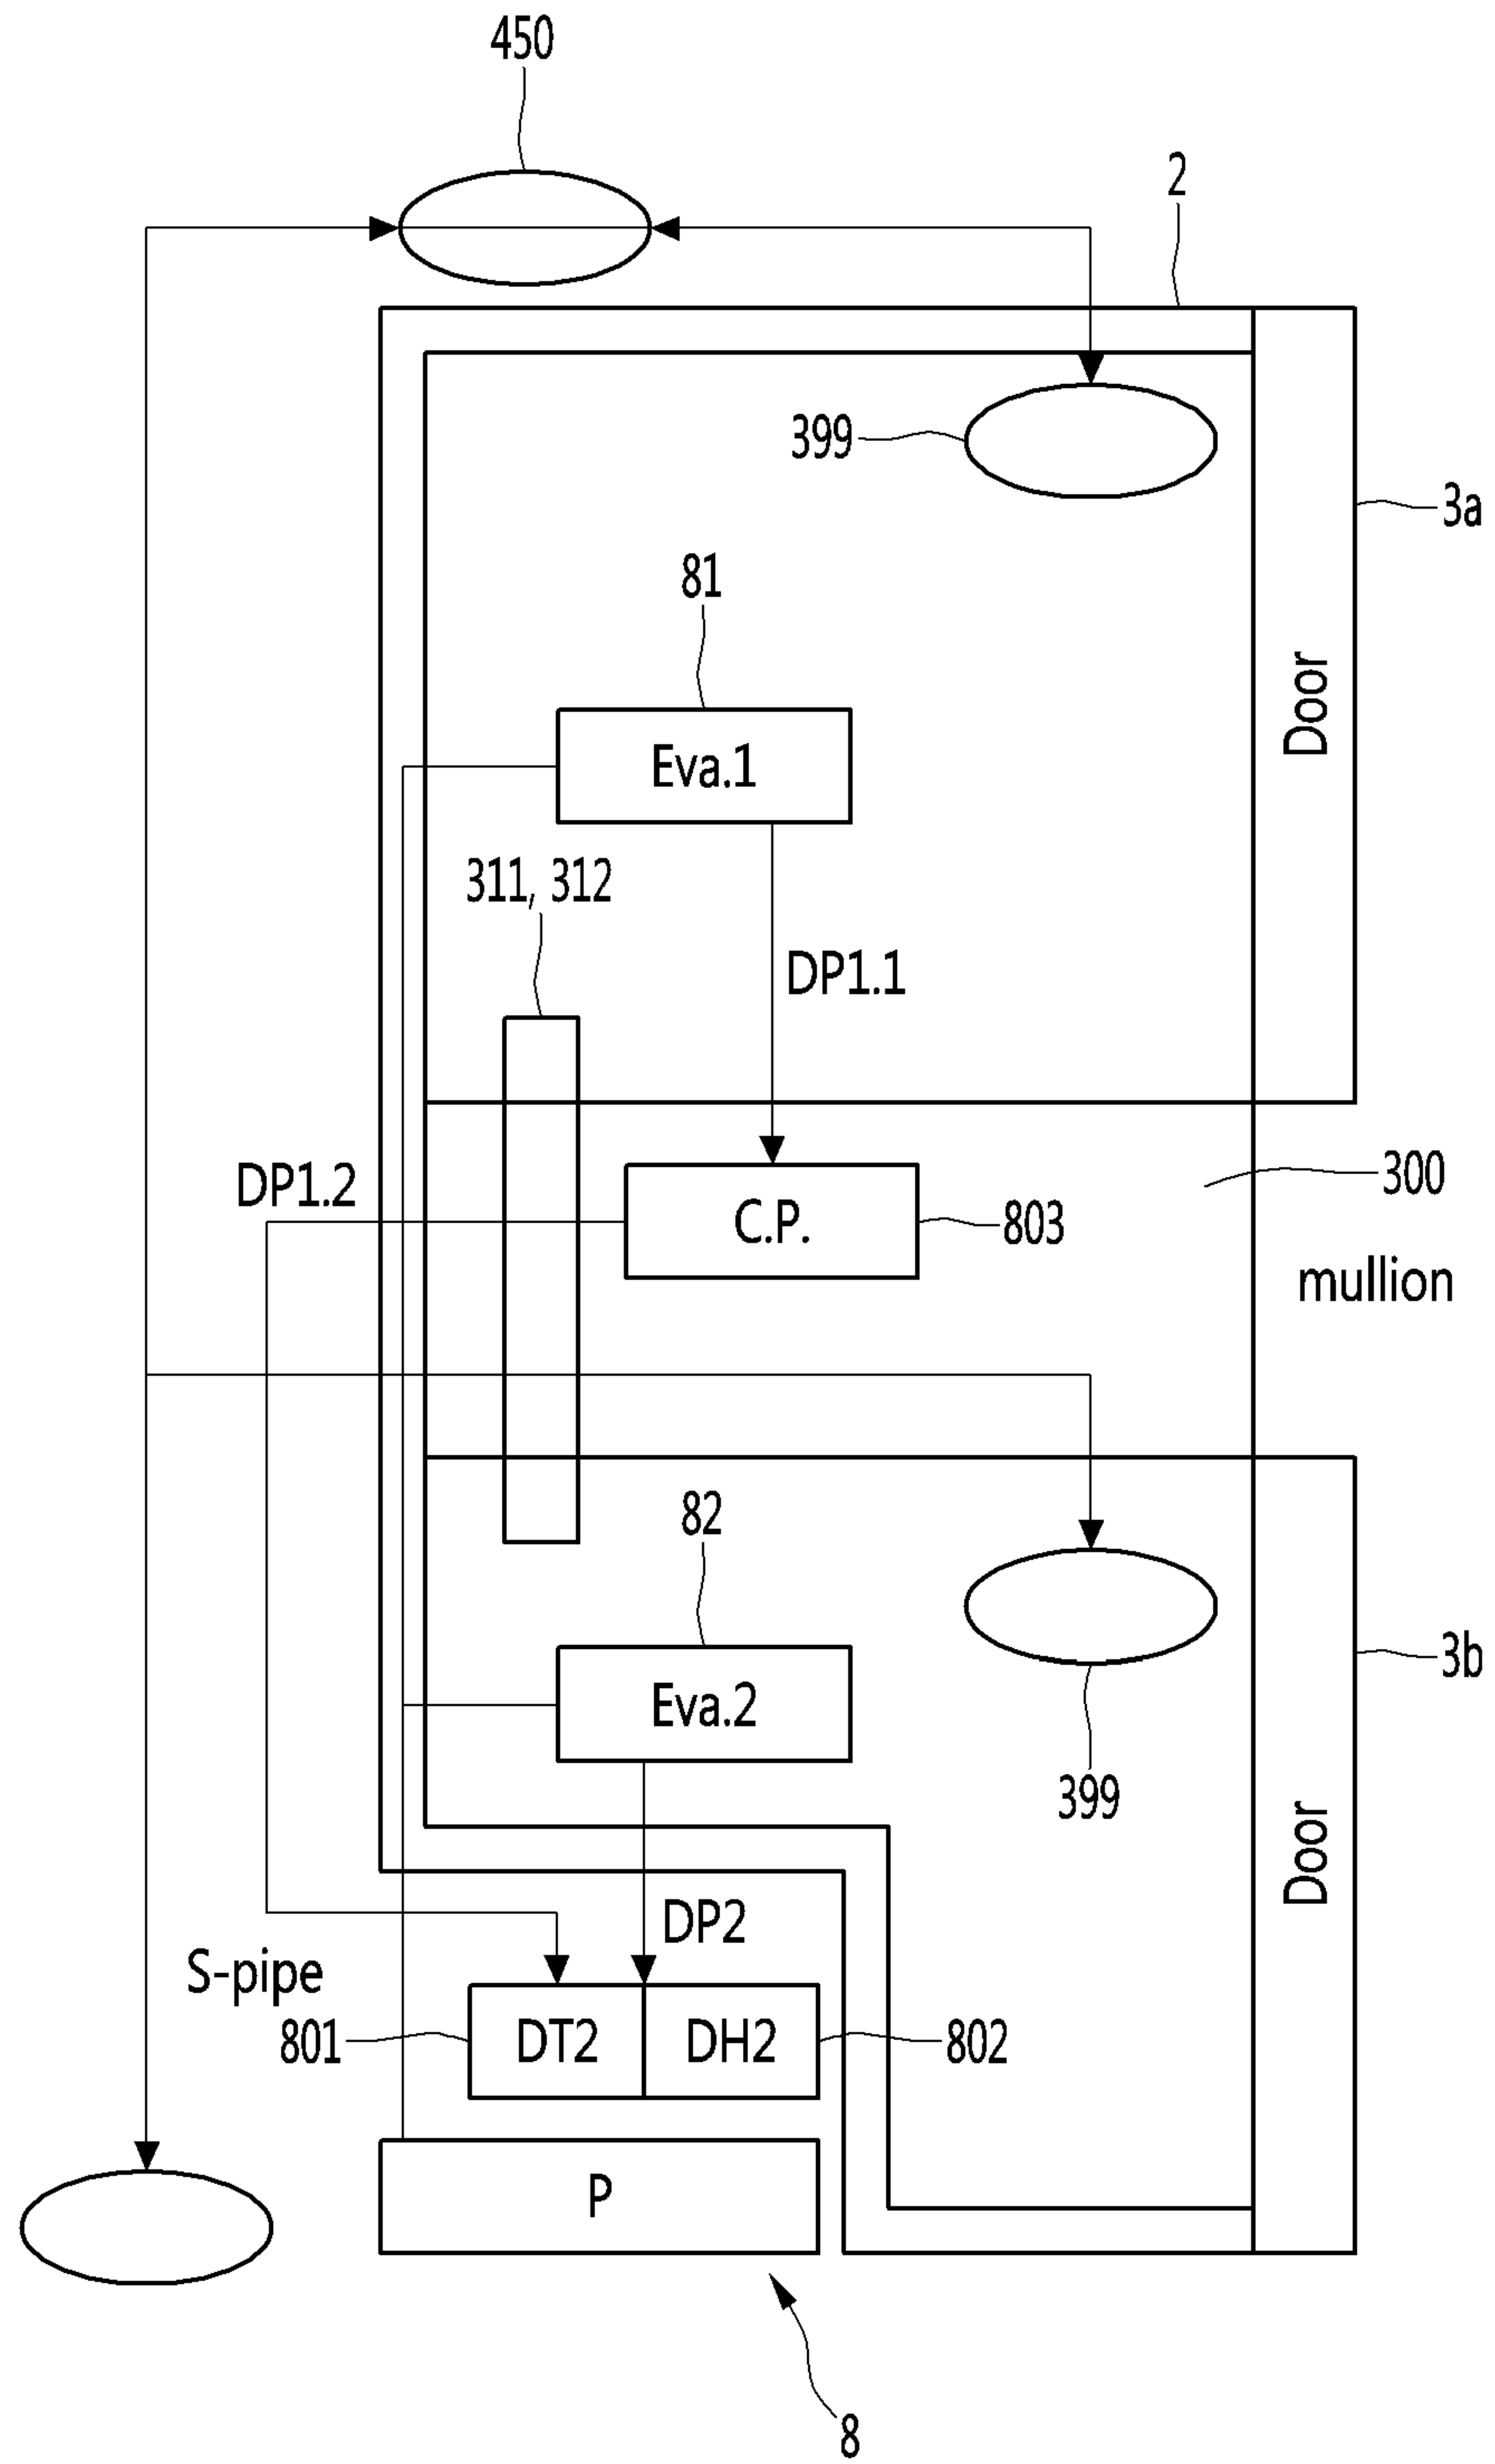 450
2
399
3a
81
Door
Eva.1
311, 312
DP1.1
DP1.2
300
C.P.
803
mullion
82
3b
Eva.2
399
Door
DP2
S-pipe
801
DT2
DH2
802
P
8